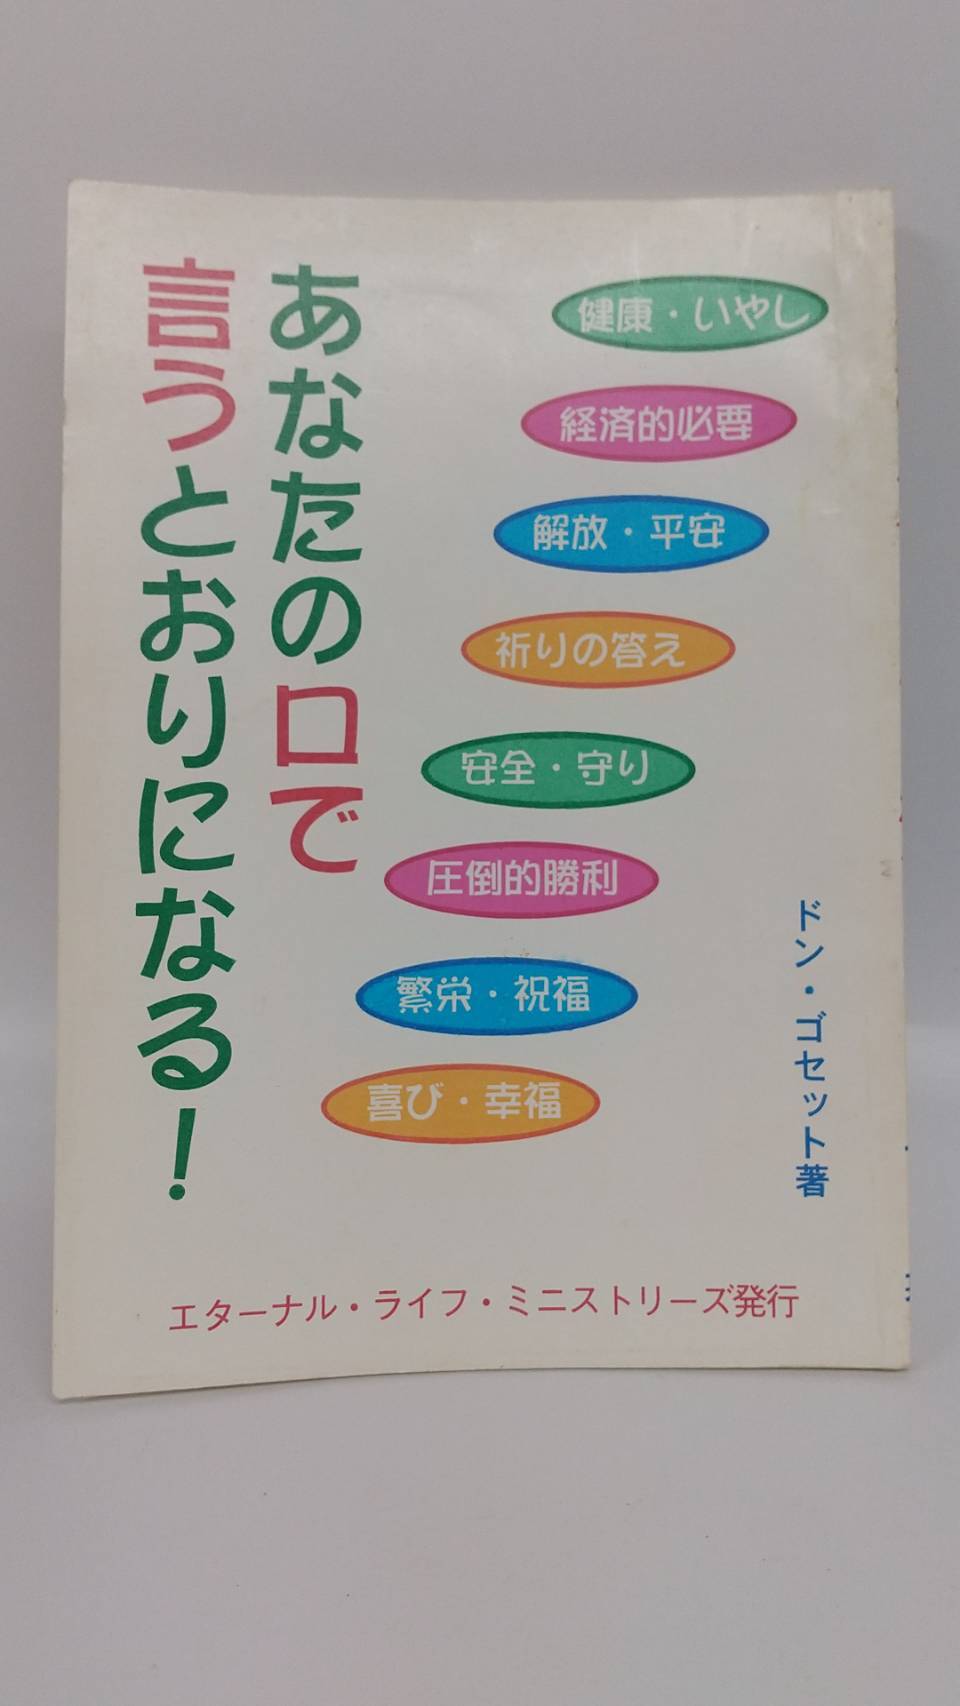 あなたの口で
言うとおりになる!
健康・いやし
経済的必要
解放・平安
祈りの答え
安全・守り
圧倒的勝利
繁栄・祝福
喜び・幸福
ドン・ゴセット著
エターナル・ライフ・ミニストリーズ発行